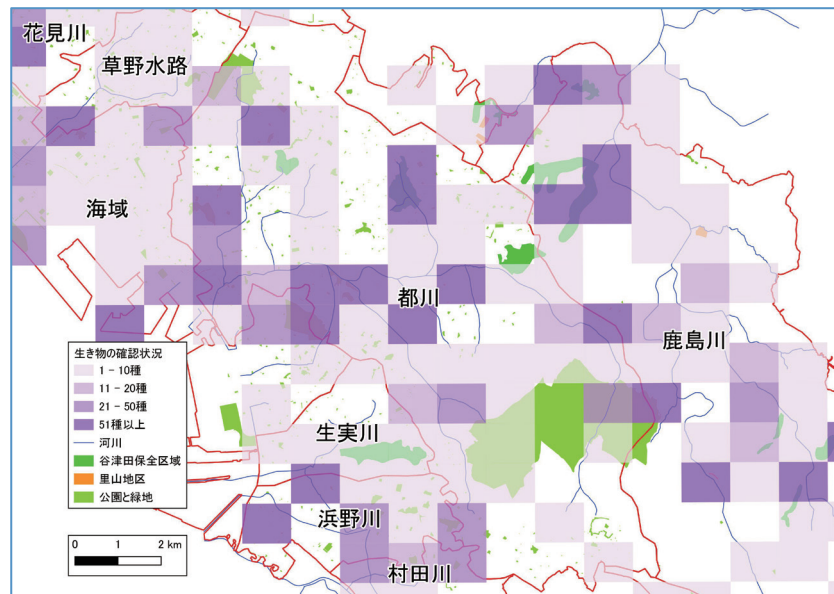 花見川
草野水路
海域
都川
鹿島川
生き物の確認状況
1 - 10種
11 - 20種
21 - 50種
51種以上
河川
谷津田保全区域
里山地区
公園と緑地
生実川
浜野川
村田川
0 1 2 km